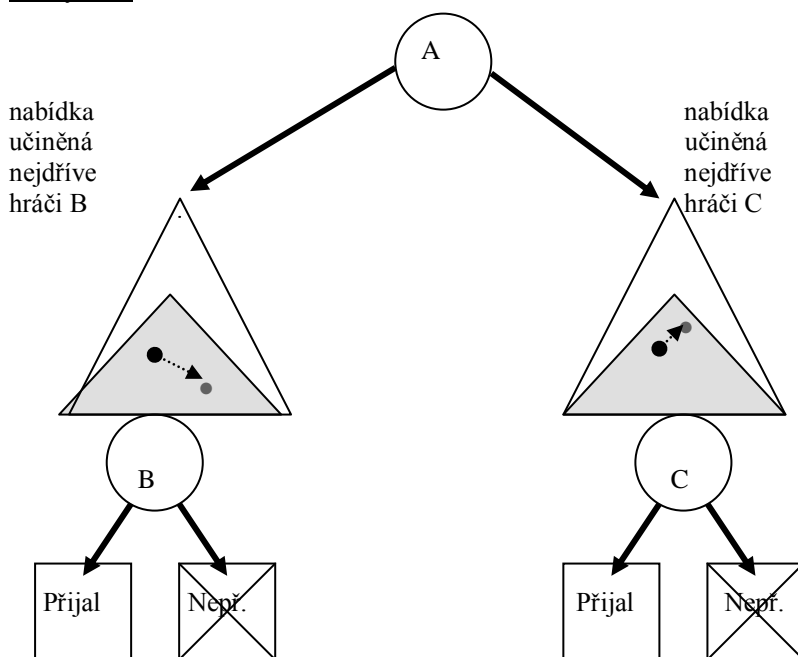 A
nabídka
učiněná
nejdříve
hráči B
nabídka
učiněná
nejdříve
hráči C
B
C
Přijal
Nepř.
Přijal
Nepř.